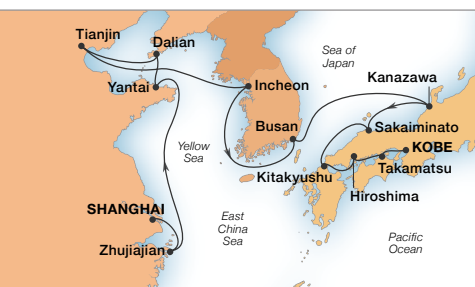 Tianjin
Dalian
Sea of
Japan
Kanazawa
Yantai
Incheon
Busan
Sakaiminato
KOBE
Yellow
Sea
Takamatsu
Kitakyushu
Hiroshima
SHANGHAI
East
China
Sea
Pacific
Ocean
Zhujiajian